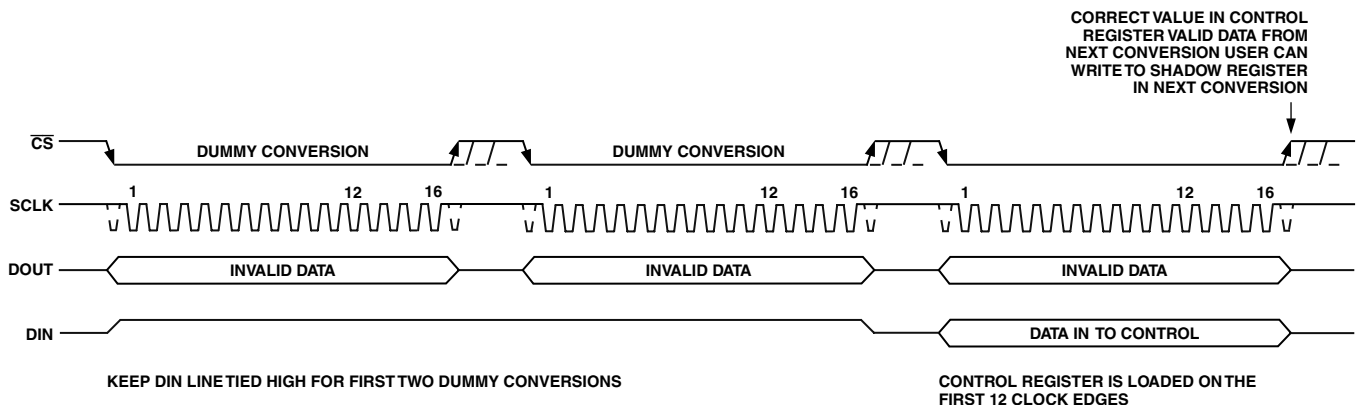 CORRECT VALUE IN CONTROL
REGISTER VALID DATA FROM
NEXT CONVERSION USER CAN
WRITE TO SHADOW REGISTER
IN NEXT CONVERSION
CS
DUMMY CONVERSION
DUMMY CONVERSION
SCLK
1 12 16 1 12 16 1 12 16
DOUT
INVALID DATA
INVALID DATA
INVALID DATA
DIN
DATA IN TO CONTROL
KEEP DIN LINE TIED HIGH FOR FIRST TWO DUMMY CONVERSIONS
CONTROL REGISTER IS LOADED ON THE
FIRST 12 CLOCK EDGES